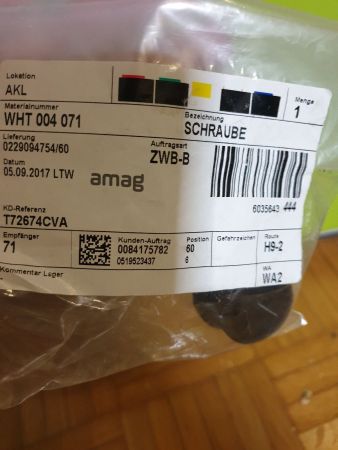 Lokation
AKL
Menge
1
Materialnummer
WHT 004 071
Bezeichnung
SCHRAUBE
Lieferung
0229094754/60
Auftragsart
ZWB-B
Datum
05.09.2017 LTW
amag
6035643 444
KD-Referenz
T72674CVA
Empfänger
71
Kunden-Auftrag
0084175782
0519523437
Position
60
6
Gefahrzeichen
Route
H9-2
WA
WA2
Kommentar Lager